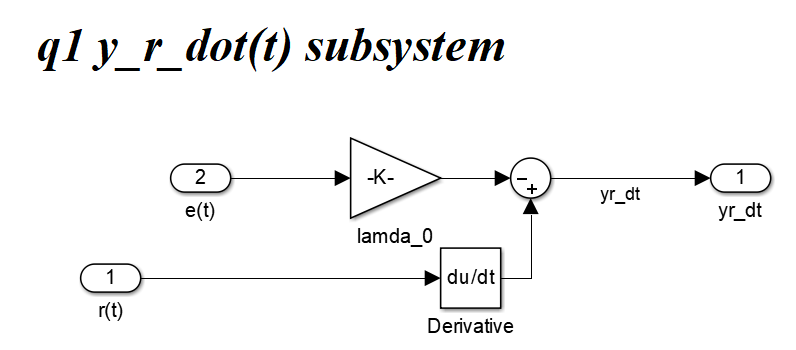 q1 y_r_dot(t) subsystem
2
e(t)
-K-
lamda_0
−
+
yr_dt
1
yr_dt
1
r(t)
du/dt
Derivative